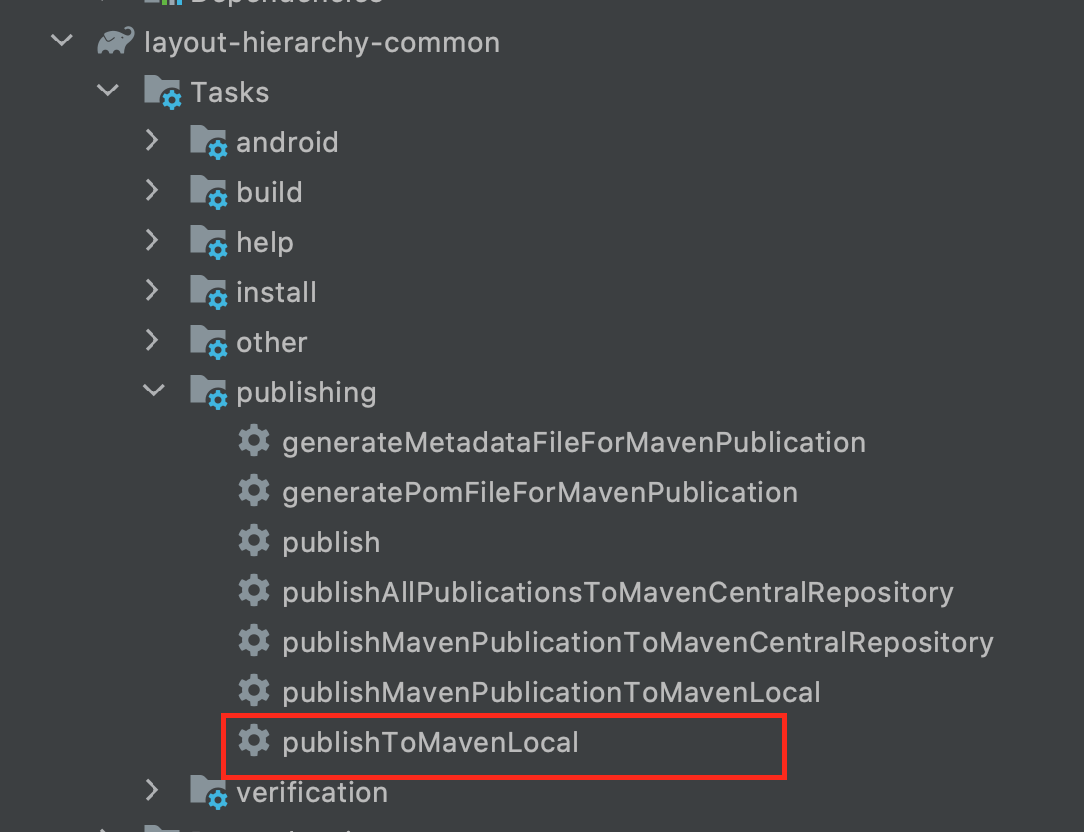 Dependencies
layout-hierarchy-common
Tasks
android
build
help
install
other
publishing
generateMetadataFileForMavenPublication
generatePomFileForMavenPublication
publish
publishAllPublicationsToMavenCentralRepository
publishMavenPublicationToMavenCentralRepository
publishMavenPublicationToMavenLocal
publishToMavenLocal
verification